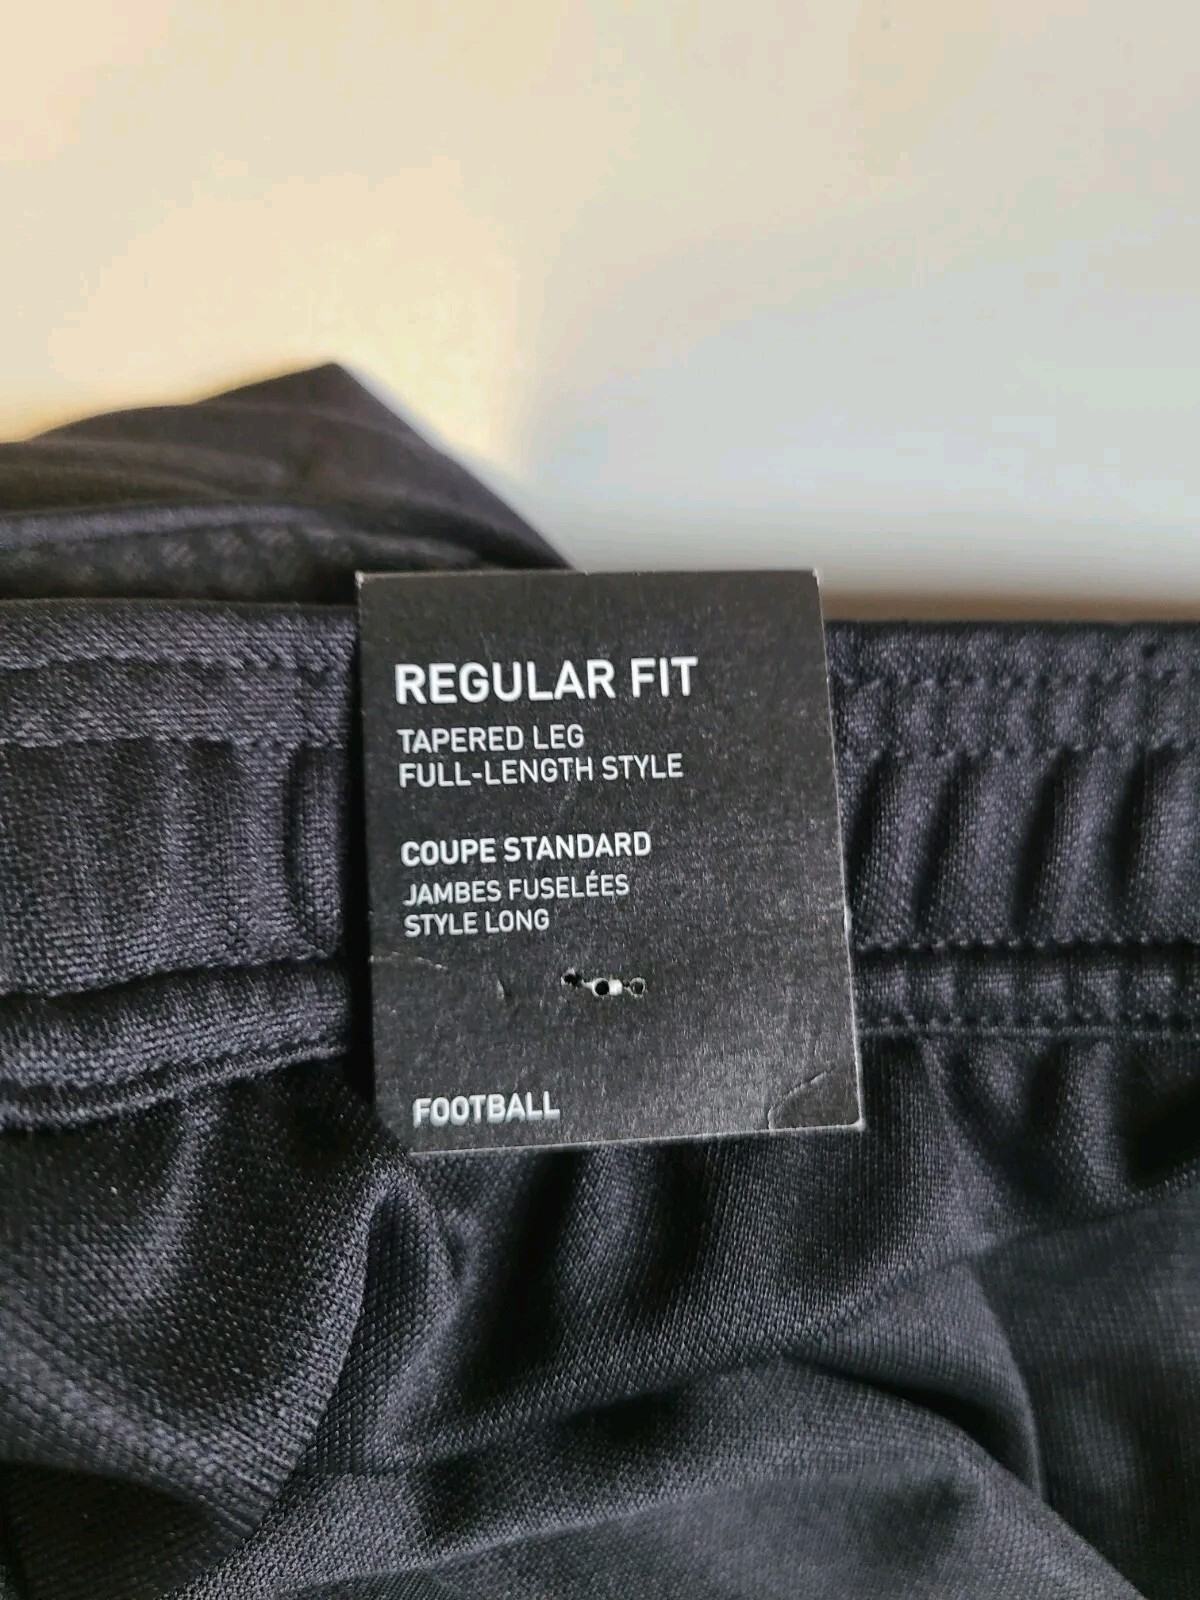 REGULAR FIT
TAPERED LEG
FULL-LENGTH STYLE
COUPE STANDARD
JAMBES FUSELÉES
STYLE LONG
FOOTBALL